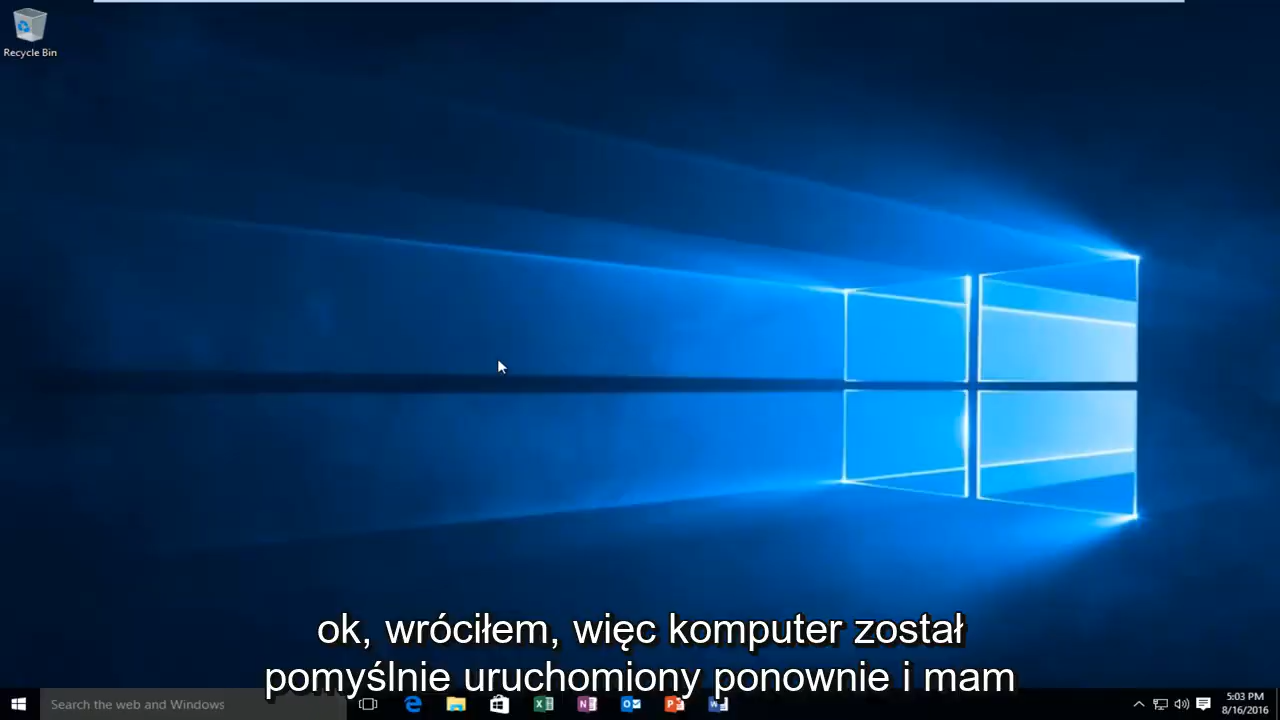 Recycle Bin
ok, wróciłem, więc komputer został
pomyślnie uruchomiony ponownie i mam
Search the web and Windows
5:03 PM
8/16/2016